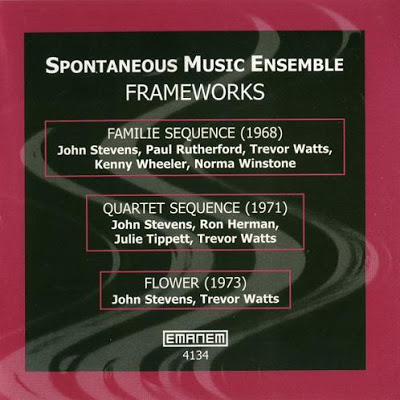 SPONTANEOUS MUSIC ENSEMBLE
FRAMEWORKS
FAMILIE SEQUENCE (1968)
John Stevens, Paul Rutherford, Trevor Watts,
Kenny Wheeler, Norma Winstone
QUARTET SEQUENCE (1971)
John Stevens, Ron Herman,
Julie Tippett, Trevor Watts
FLOWER (1973)
John Stevens, Trevor Watts
EMANEM
4134